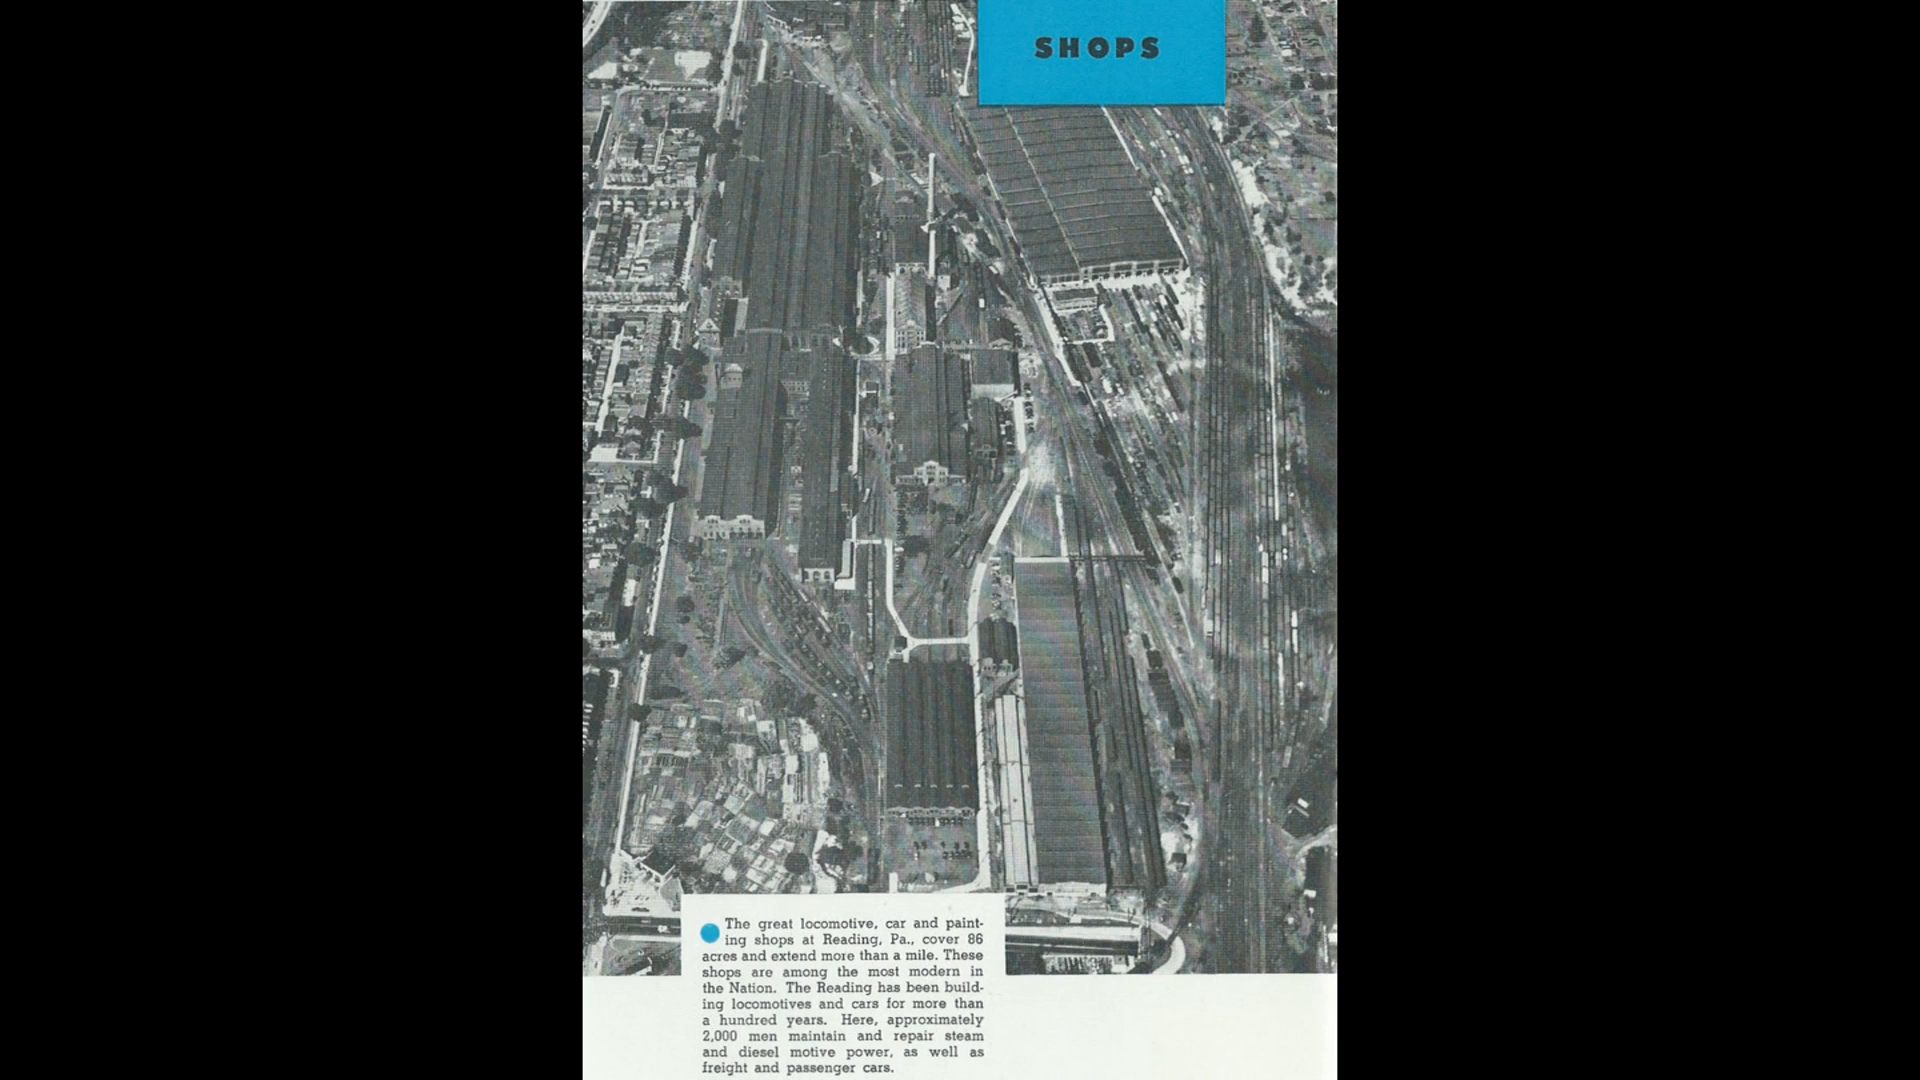 SHOPS
The great locomotive, car and paint-
ing shops at Reading, Pa., cover 86
acres and extend more than a mile. These
shops are among the most modern in
the Nation. The Reading has been build-
ing locomotives and cars for more than
a hundred years. Here, approximately
2,000 men maintain and repair steam
and diesel motive power, as well as
freight and passenger cars.